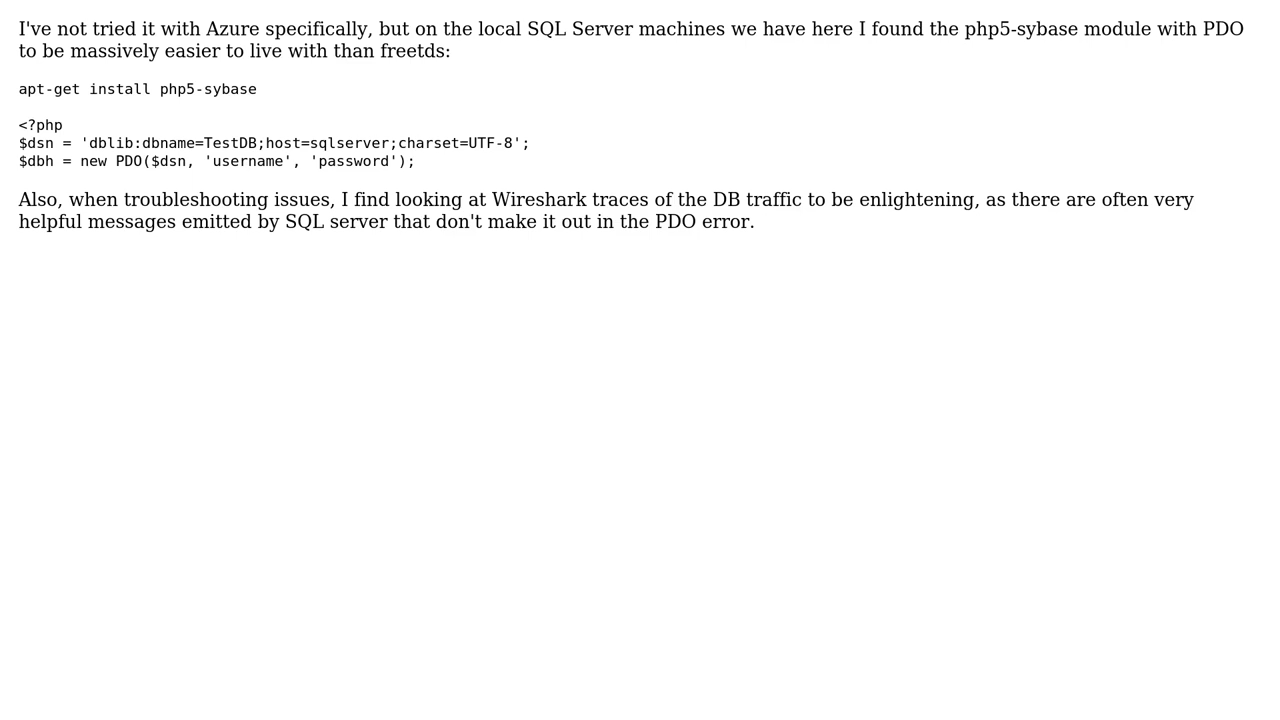 I've not tried it with Azure specifically, but on the local SQL Server machines we have here I found the php5-sybase module with PDO
to be massively easier to live with than freetds:
apt-get install php5-sybase
<?php
$dsn = 'dblib:dbname=TestDB;host=sqlserver;charset=UTF-8';
$dbh = new PDO($dsn, 'username', 'password');
Also, when troubleshooting issues, I find looking at Wireshark traces of the DB traffic to be enlightening, as there are often very
helpful messages emitted by SQL server that don't make it out in the PDO error.